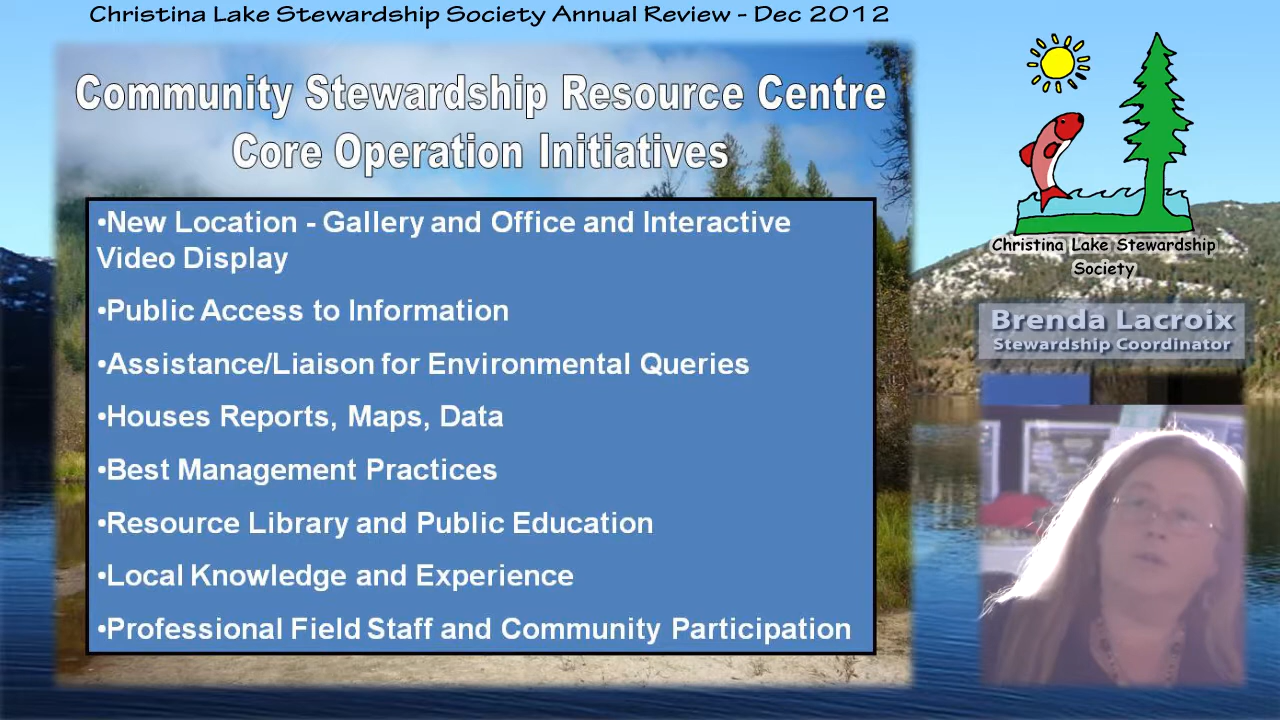 Christina Lake Stewardship Society Annual Review - Dec 2012
Community Stewardship Resource Centre
Core Operation Initiatives
•New Location - Gallery and Office and Interactive
Video Display
•Public Access to Information
•Assistance/Liaison for Environmental Queries
•Houses Reports, Maps, Data
•Best Management Practices
•Resource Library and Public Education
•Local Knowledge and Experience
•Professional Field Staff and Community Participation
Christina Lake Stewardship
Society
Brenda Lacroix
Stewardship Coordinator